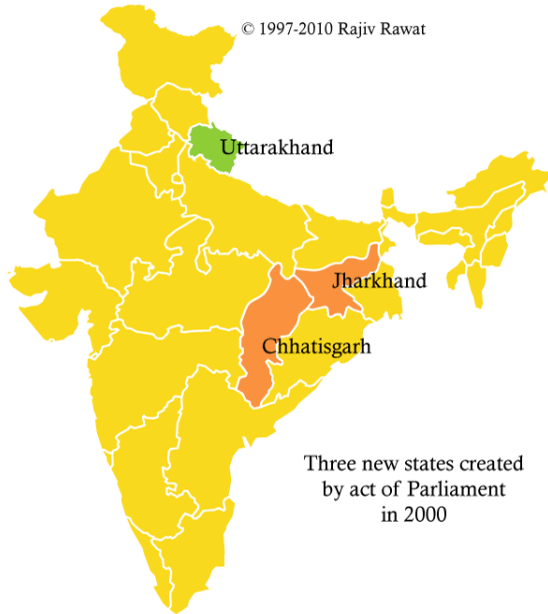 © 1997-2010 Rajiv Rawat
Uttarakhand
Jharkhand
Chhatisgarh
Three new states created
by act of Parliament
in 2000